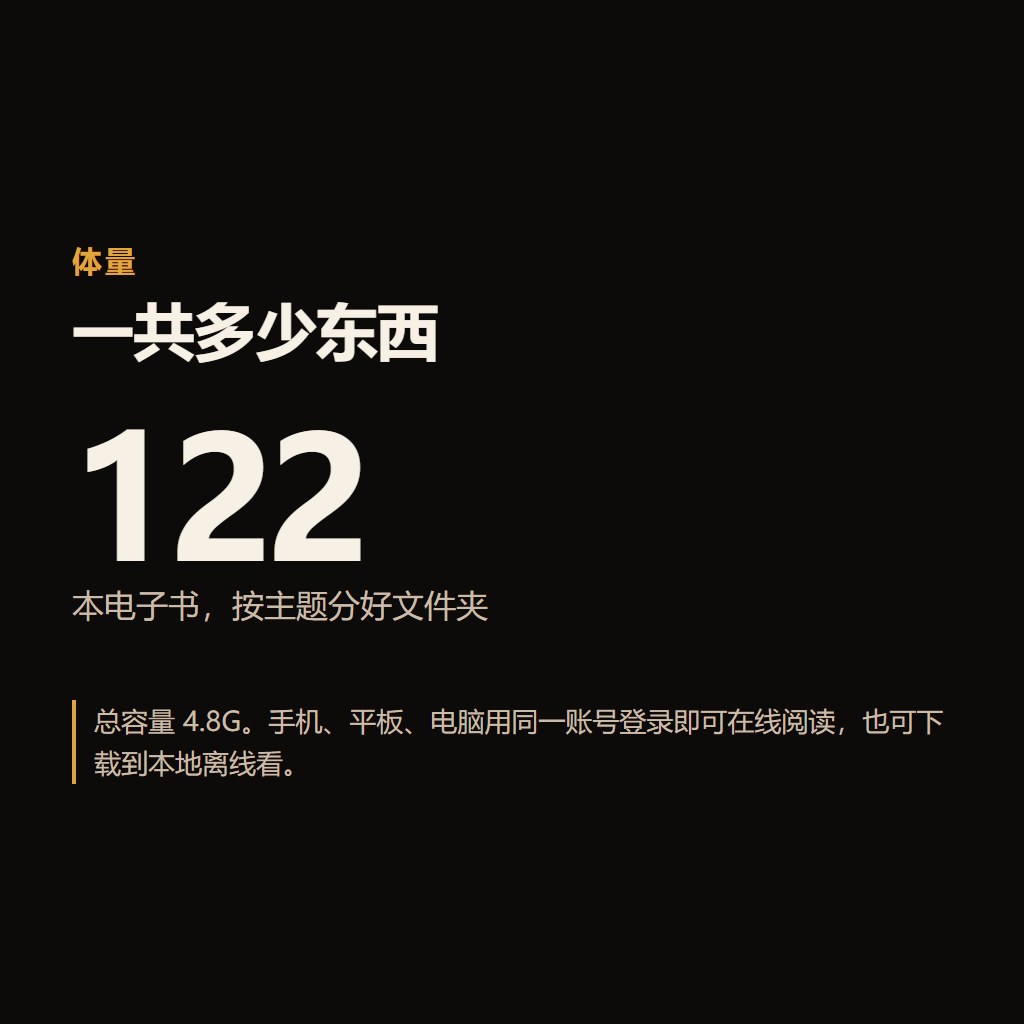 体量
一共多少东西
122
本电子书，按主题分好文件夹
总容量 4.8G。手机、平板、电脑用同一账号登录即可在线阅读，也可下
载到本地离线看。